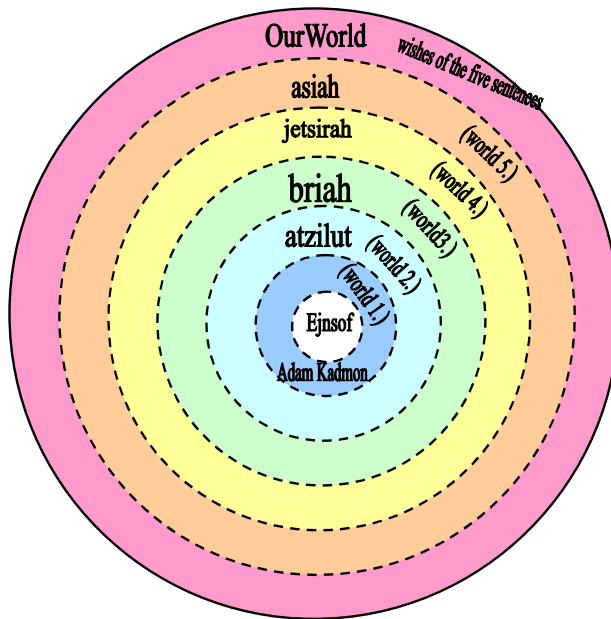 OurWorld
wishes of the five sentences
asiah
(world 5.)
jetsirah
(world 4.)
briah
(world3,)
atzilut
(world 2.)
(world 1.)
Ejnsof
Adam Kadmon